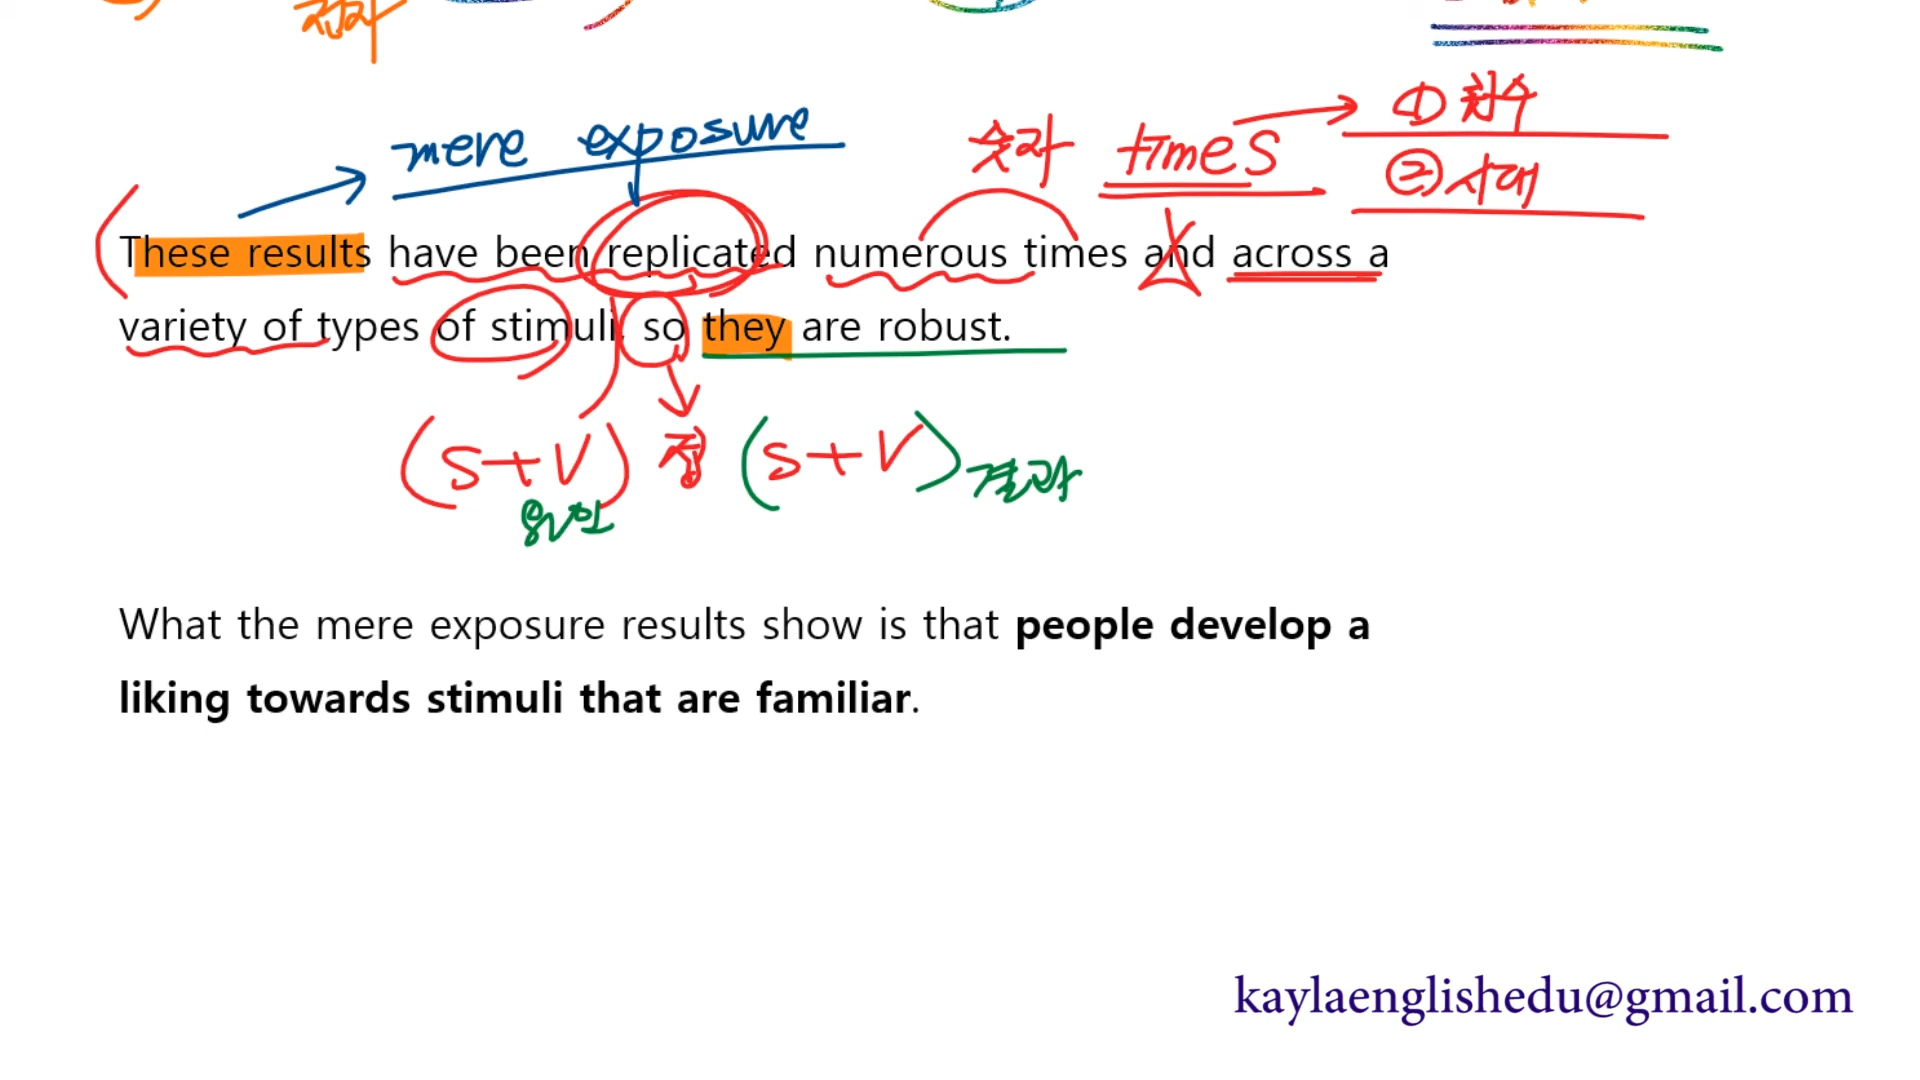 mere exposure
숫자 times
① 횟수
② 시대
These results have been replicated numerous times and across a
variety of types of stimuli, so they are robust.
(S+V) 접 (S+V) 결과
원인
What the mere exposure results show is that people develop a
liking towards stimuli that are familiar.
kaylaenglishedu@gmail.com